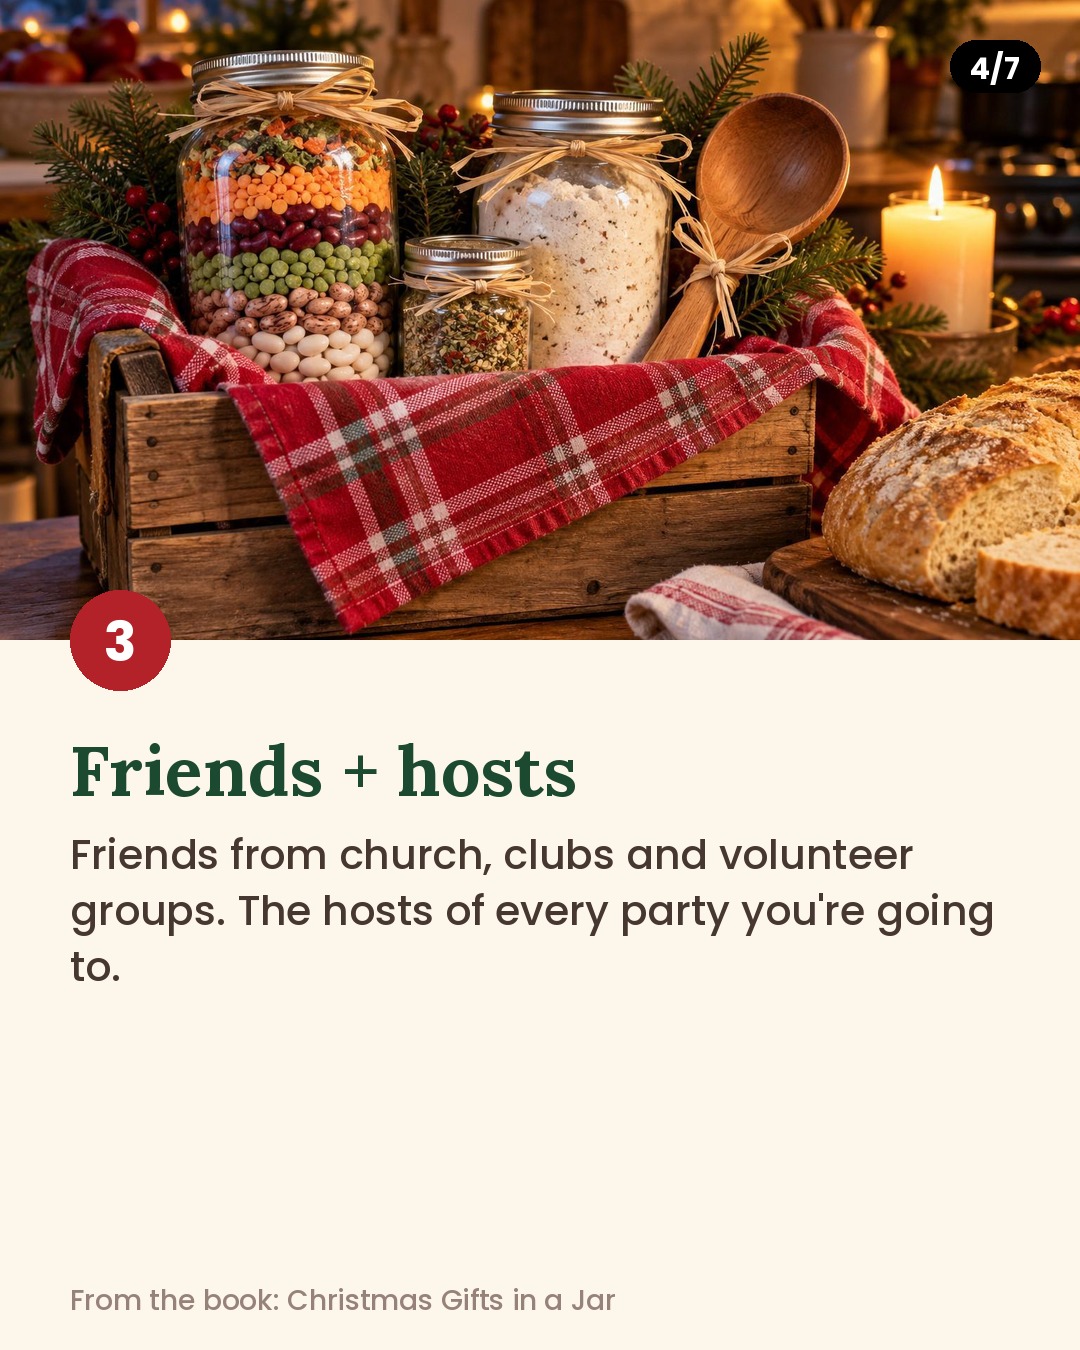 4/7
3
Friends + hosts
Friends from church, clubs and volunteer
groups. The hosts of every party you're going
to.
From the book: Christmas Gifts in a Jar